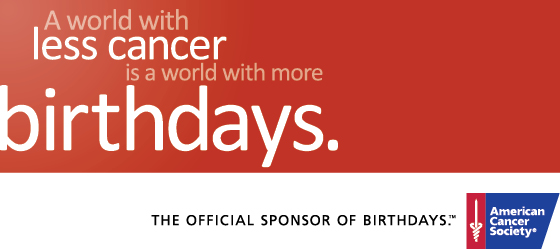 A world with
less cancer
is a world with more
birthdays.
THE OFFICIAL SPONSOR OF BIRTHDAYS.™
American
Cancer
Society®